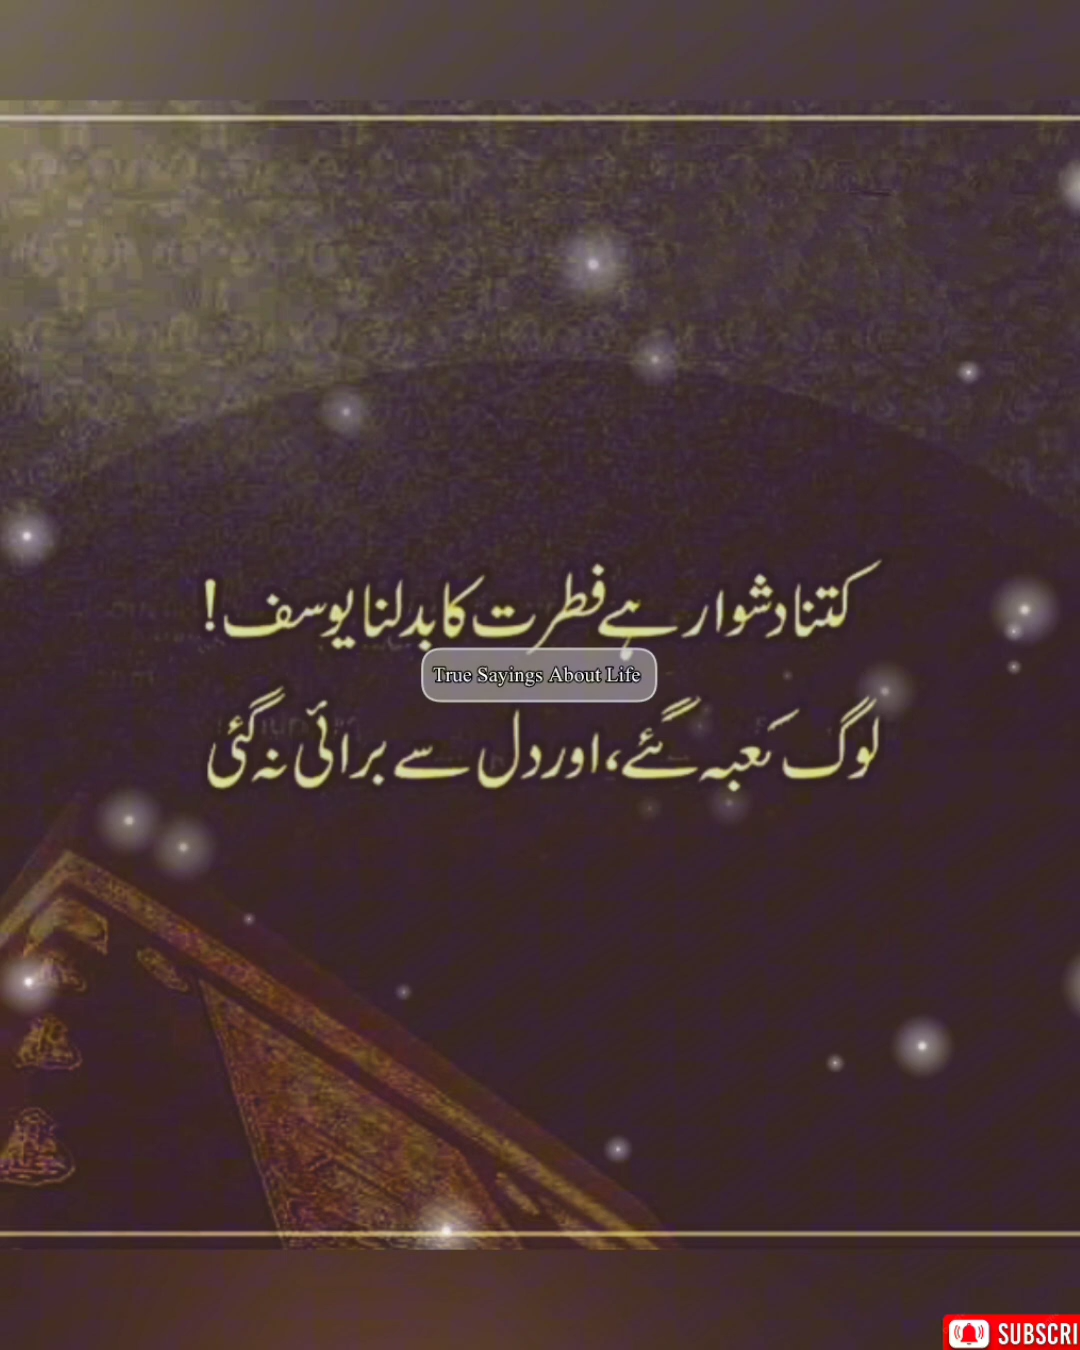 کتنا دشوار ہے فطرت کا بدلنا یوسف!
True Sayings About Life
لوگ کعبہ گئے، اور دل سے برائی نہ گئی
SUBSCRI